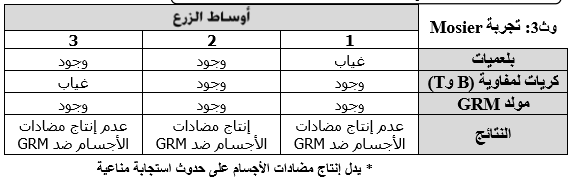 وث3: تجربة Mosier
أوساط الزرع
1 2 3
بلعميات غياب وجود وجود
كريات لمفاوية (B وT) وجود وجود غياب
مولد GRM وجود وجود وجود
النتائج عدم إنتاج مضادات الأجسام ضد GRM إنتاج مضادات الأجسام ضد GRM عدم إنتاج مضادات الأجسام ضد GRM
* يدل إنتاج مضادات الأجسام على حدوث استجابة مناعية